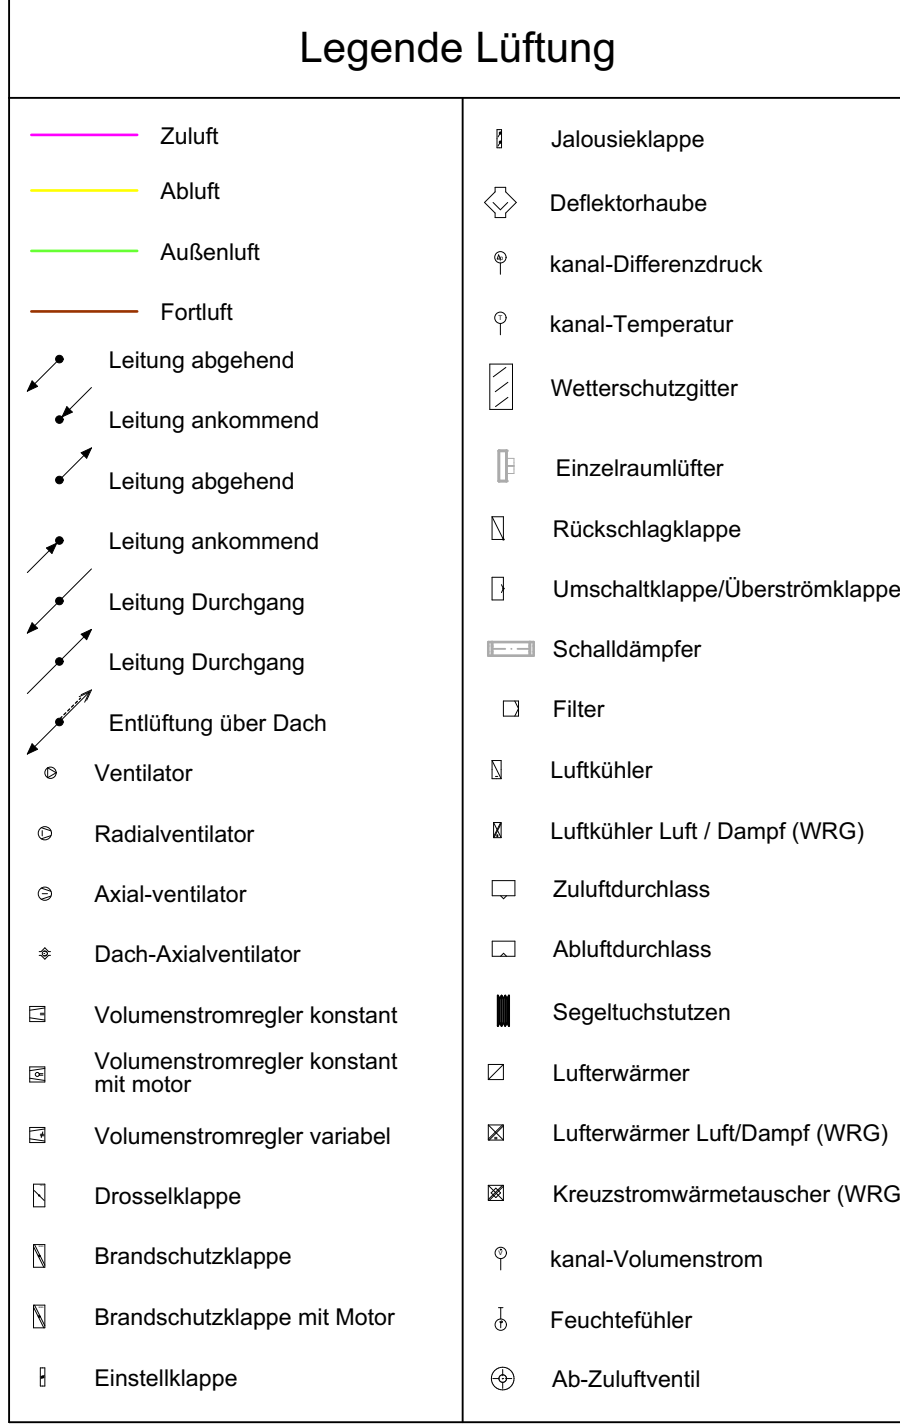 Legende Lüftung
Zuluft
Abluft
Außenluft
Fortluft
Leitung abgehend
Leitung ankommend
Leitung abgehend
Leitung ankommend
Leitung Durchgang
Leitung Durchgang
Entlüftung über Dach
Ventilator
Radialventilator
Axial-ventilator
Dach-Axialventilator
Volumenstromregler konstant
Volumenstromregler konstant
mit motor
Volumenstromregler variabel
Drosselklappe
Brandschutzklappe
Brandschutzklappe mit Motor
Einstellklappe
Jalousieklappe
Deflektorhaube
kanal-Differenzdruck
T
kanal-Temperatur
Wetterschutzgitter
Einzelraumlüfter
Rückschlagklappe
Umschaltklappe/Überströmklappe
Schalldämpfer
Filter
Luftkühler
Luftkühler Luft / Dampf (WRG)
Zuluftdurchlass
Abluftdurchlass
Segeltuchstutzen
Lufterwärmer
Lufterwärmer Luft/Dampf (WRG)
Kreuzstromwärmetauscher (WRG
kanal-Volumenstrom
Feuchtefühler
Ab-Zuluftventil